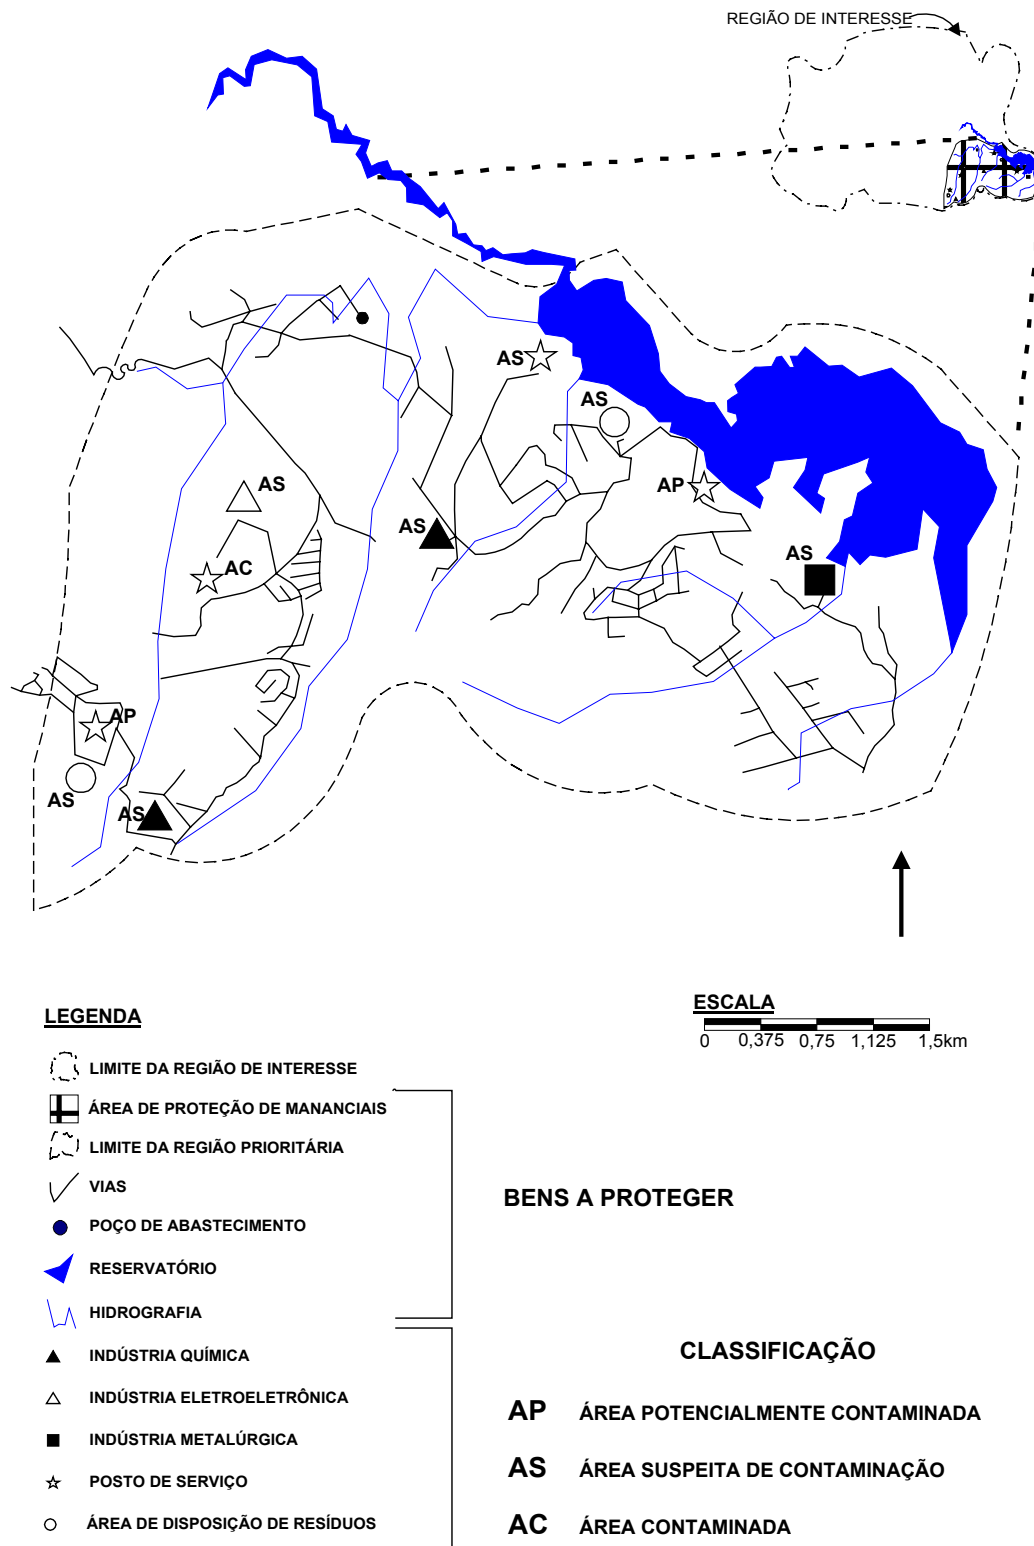 REGIÃO DE INTERESSE
AS
AS
AP
AS
AS
AS
AC
AP
AS
AS
ESCALA
0 0,375 0,75 1,125 1,5km
LEGENDA
LIMITE DA REGIÃO DE INTERESSE
ÁREA DE PROTEÇÃO DE MANANCIAIS
LIMITE DA REGIÃO PRIORITÁRIA
VIAS
POÇO DE ABASTECIMENTO
RESERVATÓRIO
HIDROGRAFIA
INDÚSTRIA QUÍMICA
INDÚSTRIA ELETROELETRÔNICA
INDÚSTRIA METALÚRGICA
POSTO DE SERVIÇO
ÁREA DE DISPOSIÇÃO DE RESÍDUOS
BENS A PROTEGER
CLASSIFICAÇÃO
AP ÁREA POTENCIALMENTE CONTAMINADA
AS ÁREA SUSPEITA DE CONTAMINAÇÃO
AC ÁREA CONTAMINADA